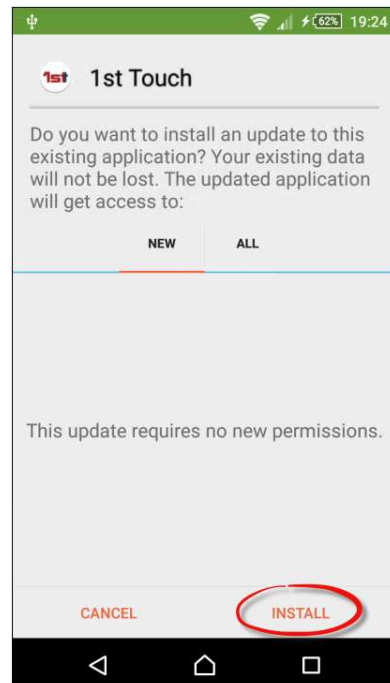 62% 19:24
1st 1st Touch
Do you want to install an update to this
existing application? Your existing data
will not be lost. The updated application
will get access to:
NEW ALL
This update requires no new permissions.
CANCEL INSTALL